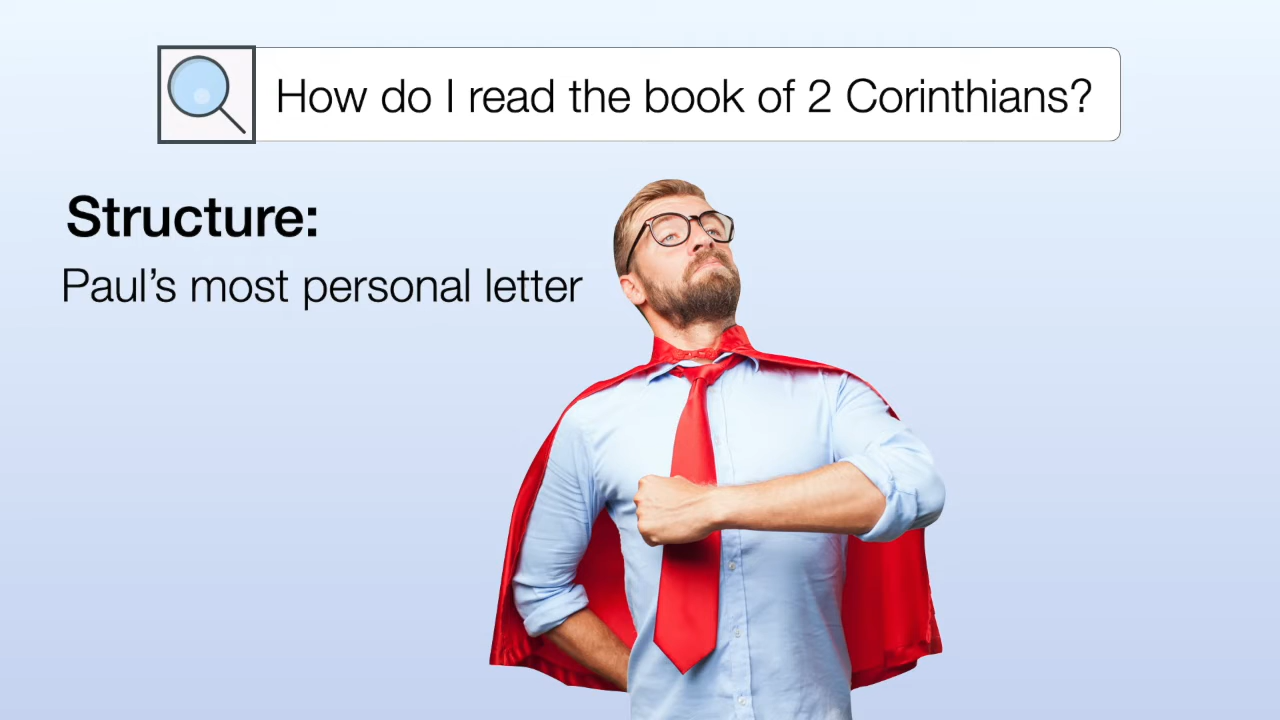 How do I read the book of 2 Corinthians?
Structure:
Paul’s most personal letter